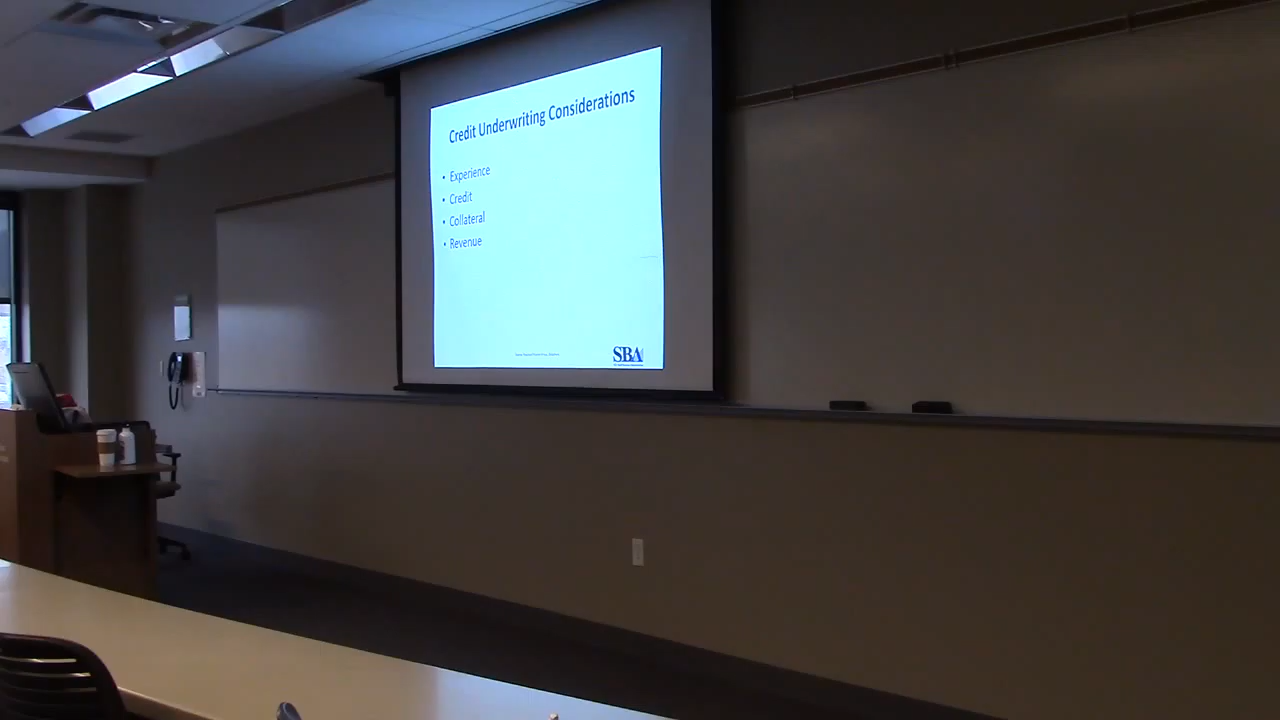 Credit Underwriting Considerations
• Experience
• Credit
• Collateral
• Revenue
SBA